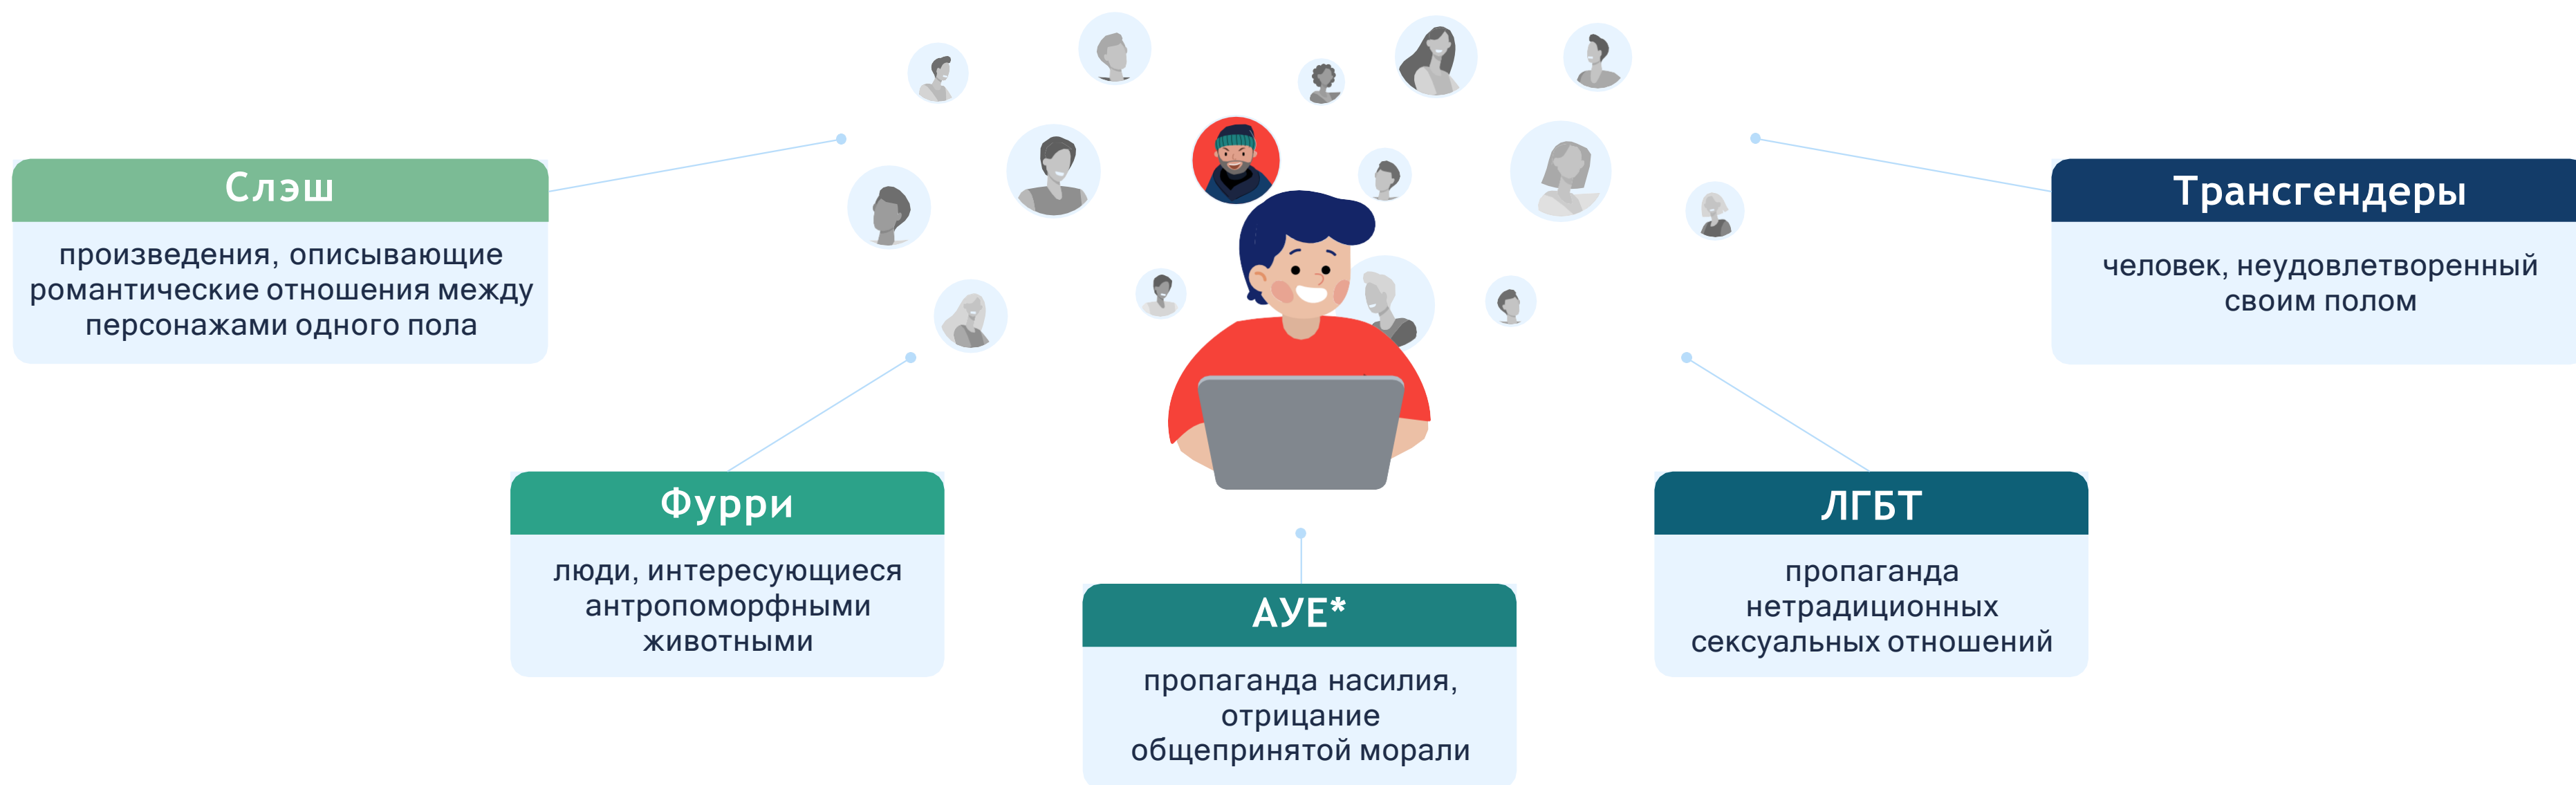 Слэш
произведения, описывающие
романтические отношения между
персонажами одного пола
Фурри
люди, интересующиеся
антропоморфными
животными
АУЕ*
пропаганда насилия,
отрицание
общепринятой морали
ЛГБТ
пропаганда
нетрадиционных
сексуальных отношений
Трансгендеры
человек, неудовлетворенный
своим полом